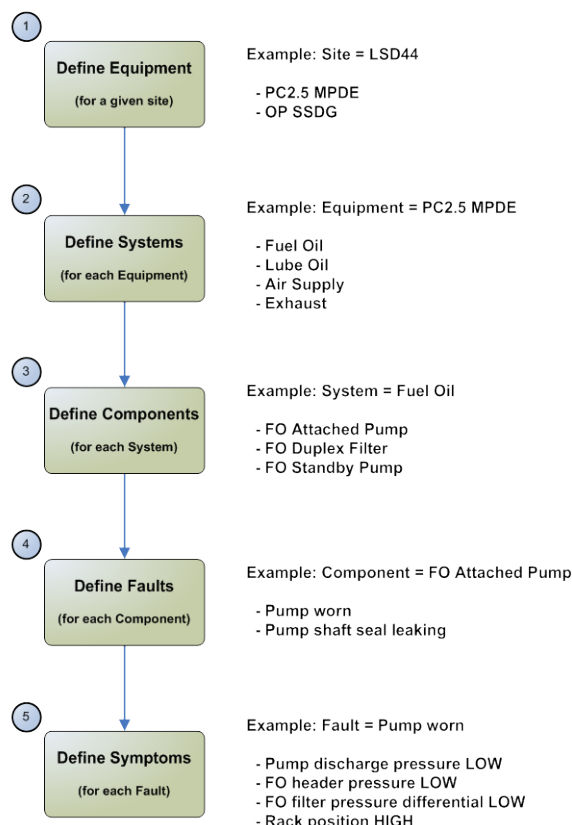 1
Define Equipment
(for a given site)
Example: Site = LSD44
- PC2.5 MPDE
- OP SSDG
2
Define Systems
(for each Equipment)
Example: Equipment = PC2.5 MPDE
- Fuel Oil
- Lube Oil
- Air Supply
- Exhaust
3
Define Components
(for each System)
Example: System = Fuel Oil
- FO Attached Pump
- FO Duplex Filter
- FO Standby Pump
4
Define Faults
(for each Component)
Example: Component = FO Attached Pump
- Pump worn
- Pump shaft seal leaking
5
Define Symptoms
(for each Fault)
Example: Fault = Pump worn
- Pump discharge pressure LOW
- FO header pressure LOW
- FO filter pressure differential LOW
- Rack position HIGH